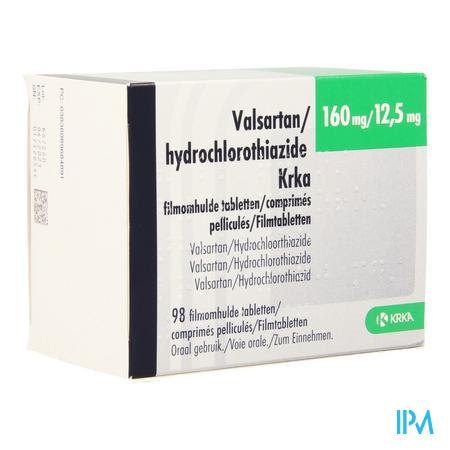 Valsartan/
hydrochlorothiazide
Krka
160 mg/12,5 mg
filmomhulde tabletten/comprimés
pelliculés/Filmtabletten
Valsartan/Hydrochloorthiazide
Valsartan/Hydrochlorothiazide
Valsartan/Hydrochlorothiazid
98 filmomhulde tabletten/
comprimés pelliculés/Filmtabletten
Oraal gebruik./Voie orale./Zum Einnehmen.
KRKA
IPM